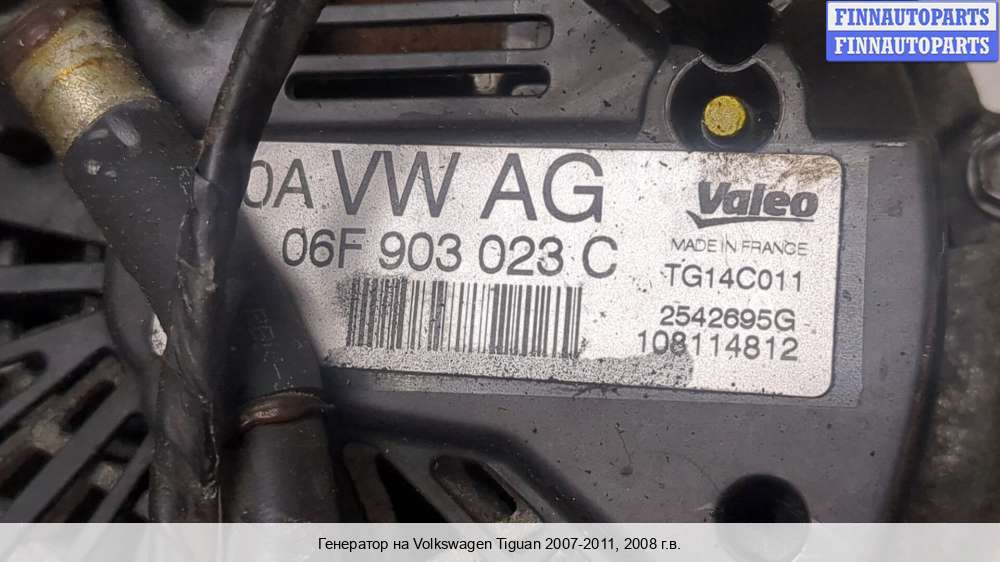 FINNAUTOPARTS
FINNAUTOPARTS
0A VW AG
Valeo
06F 903 023 C
MADE IN FRANCE
TG14C011
2542695G
108114812
Генератор на Volkswagen Tiguan 2007-2011, 2008 г.в.